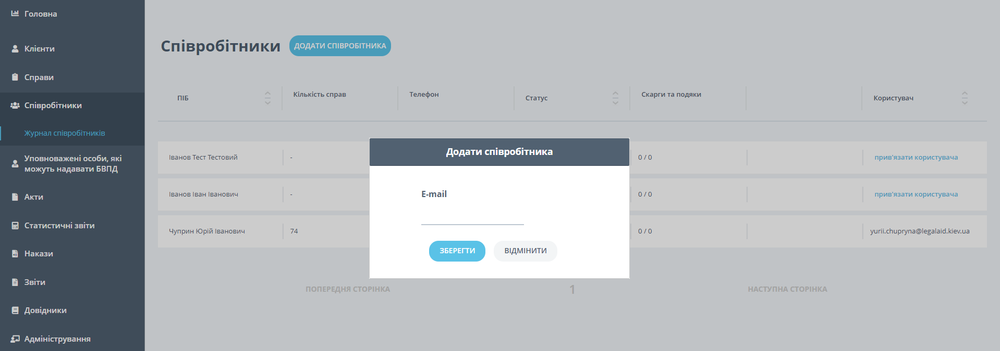 Головна
Клієнти
Справи
Співробітники
Журнал співробітників
Уповноважені особи, які
можуть надавати БВПД
Акти
Статистичні звіти
Накази
Звіти
Довідники
Адміністрування
Співробітники
ДОДАТИ СПІВРОБІТНИКА
ПІБ
Кількість справ
Телефон
Статус
Скарги та подяки
Користувач
Іванов Тест Тестовий
-
0 / 0
прив'язати користувача
Іванов Іван Іванович
-
0 / 0
прив'язати користувача
Чуприн Юрій Іванович
74
0 / 0
yurii.chupryna@legalaid.kiev.ua
Додати співробітника
E-mail
ЗБЕРЕГТИ
ВІДМІНИТИ
ПОПЕРЕДНЯ СТОРІНКА
1
НАСТУПНА СТОРІНКА